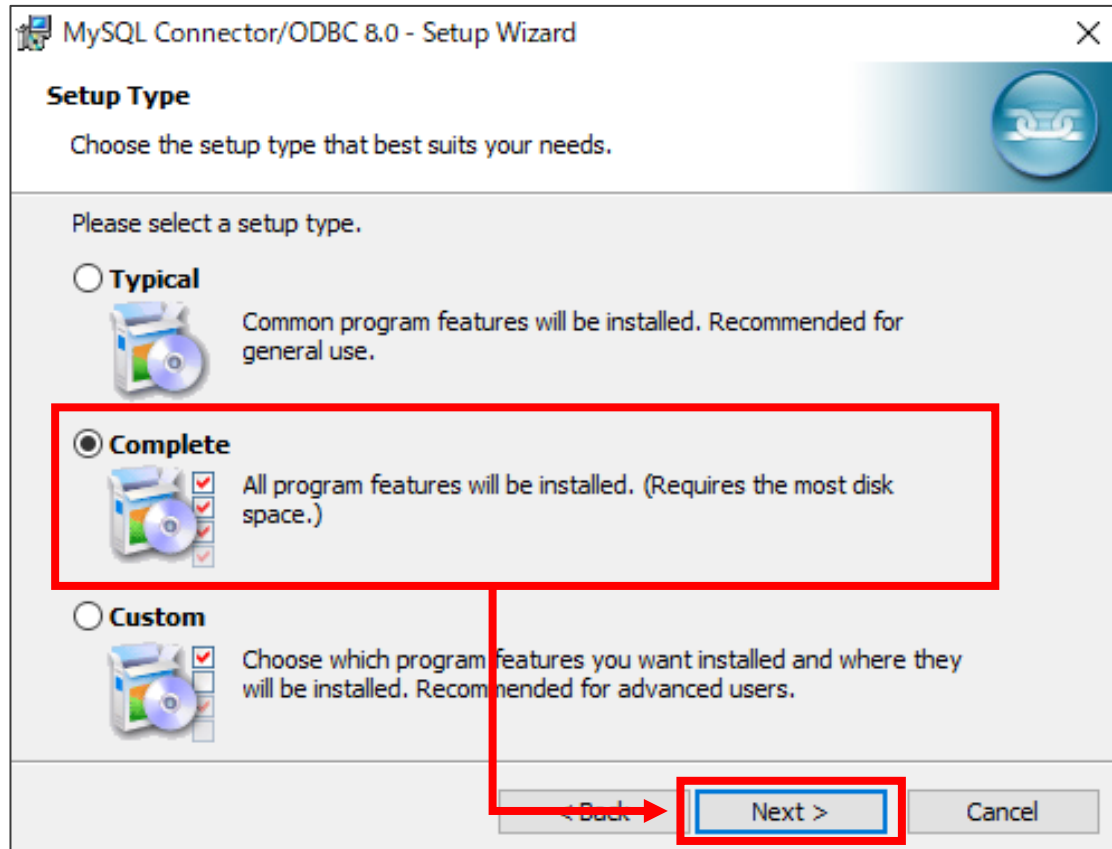 MySQL Connector/ODBC 8.0 - Setup Wizard
Setup Type
Choose the setup type that best suits your needs.
Please select a setup type.
Typical
Common program features will be installed. Recommended for
general use.
Complete
All program features will be installed. (Requires the most disk
space.)
Custom
Choose which program features you want installed and where they
will be installed. Recommended for advanced users.
< Back
Next >
Cancel